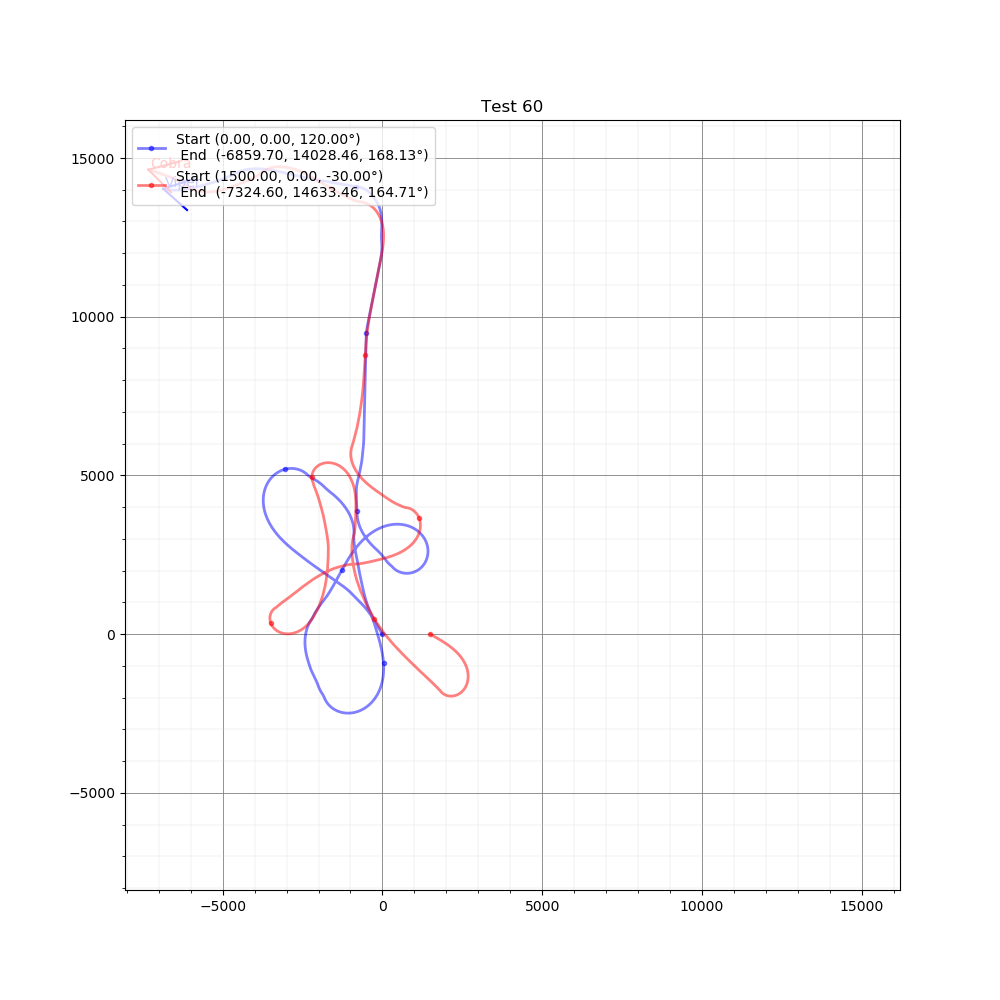 Test 60
Start (0.00, 0.00, 120.00°)
End (-6859.70, 14028.46, 168.13°)
Start (1500.00, 0.00, -30.00°)
End (-7324.60, 14633.46, 164.71°)
Cobra
15000
10000
5000
0
−5000
−5000
0
5000
10000
15000